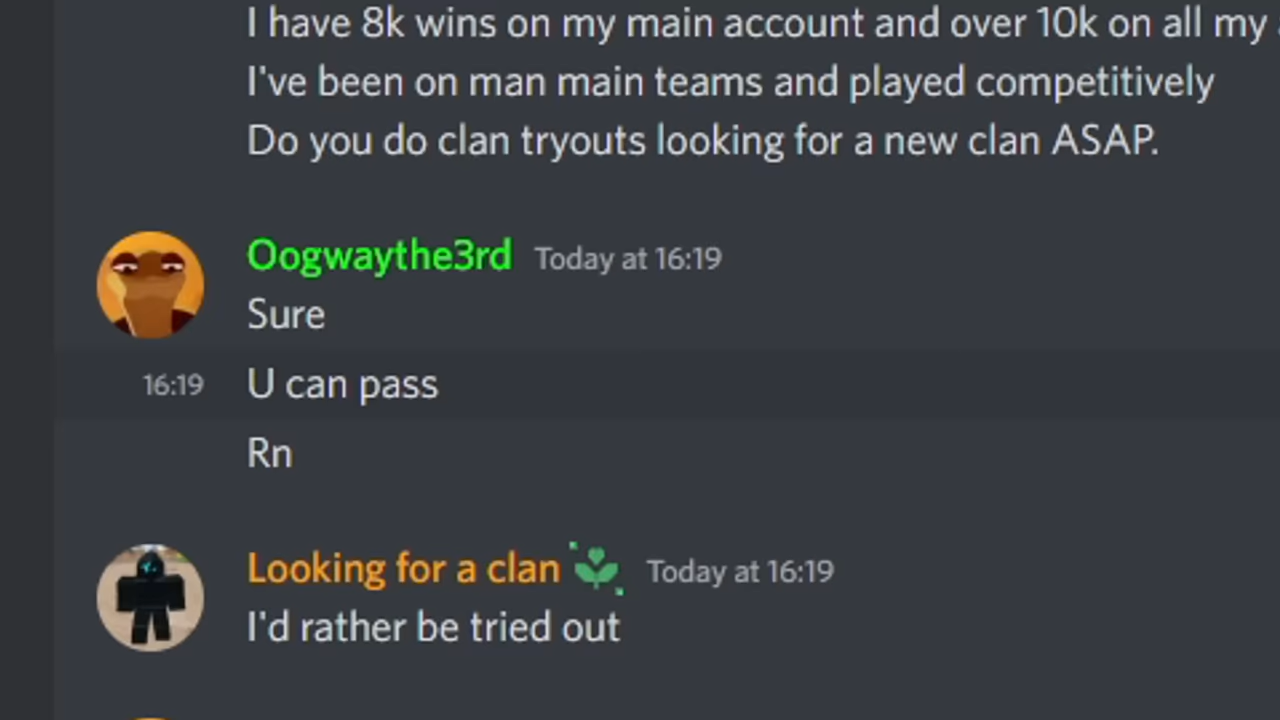 I have 8k wins on my main account and over 10k on all my
I've been on man main teams and played competitively
Do you do clan tryouts looking for a new clan ASAP.
Oogwaythe3rd Today at 16:19
Sure
16:19 U can pass
Rn
Looking for a clan Today at 16:19
I'd rather be tried out